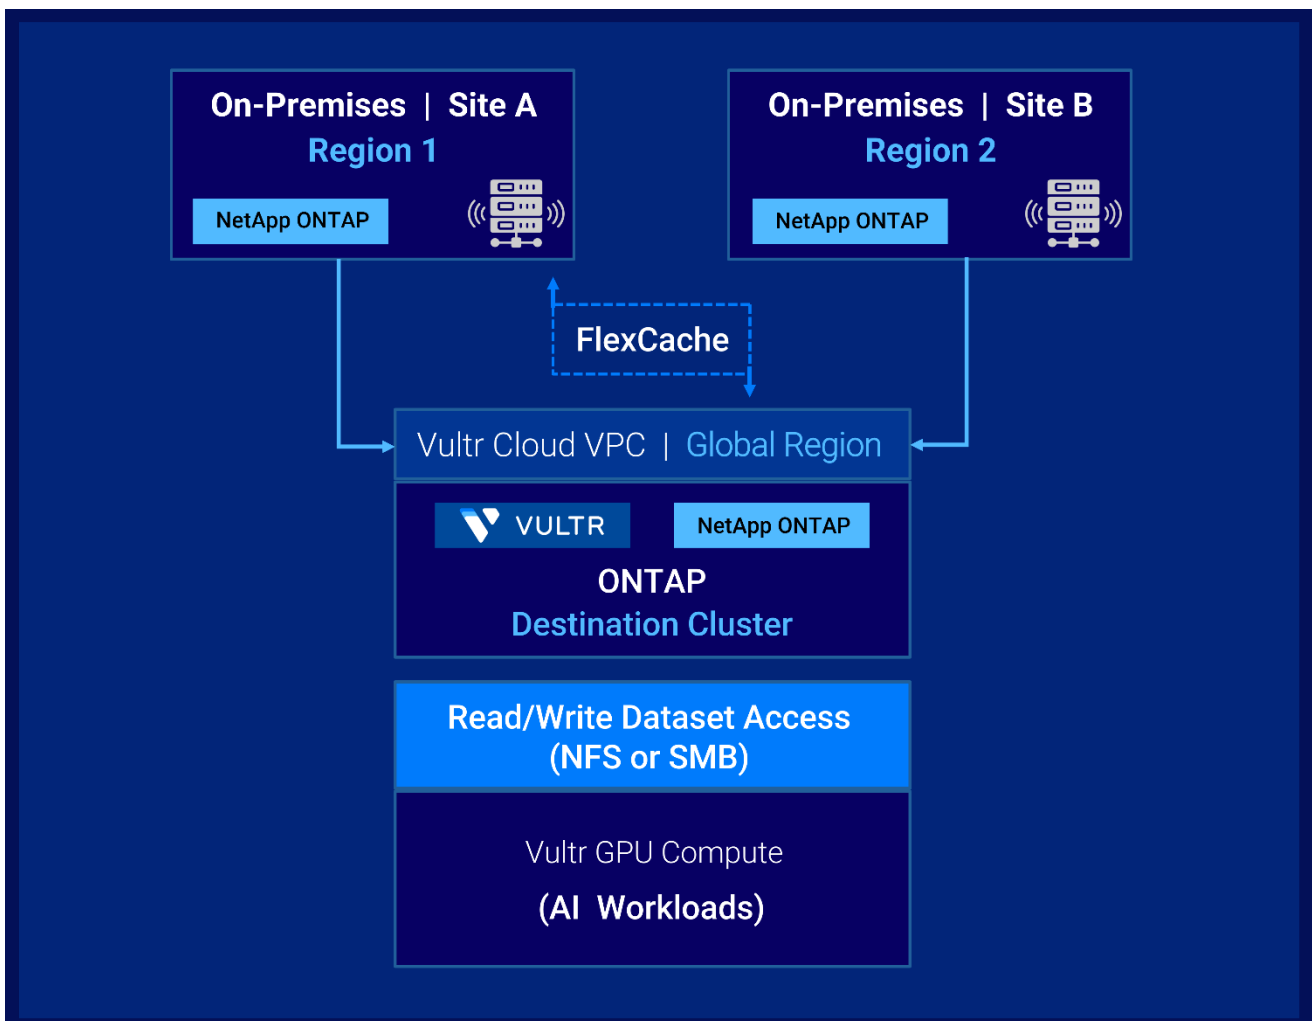 On-Premises | Site A
Region 1
NetApp ONTAP
On-Premises | Site B
Region 2
NetApp ONTAP
FlexCache
Vultr Cloud VPC | Global Region
VULTR
NetApp ONTAP
ONTAP
Destination Cluster
Read/Write Dataset Access
(NFS or SMB)
Vultr GPU Compute
(AI Workloads)